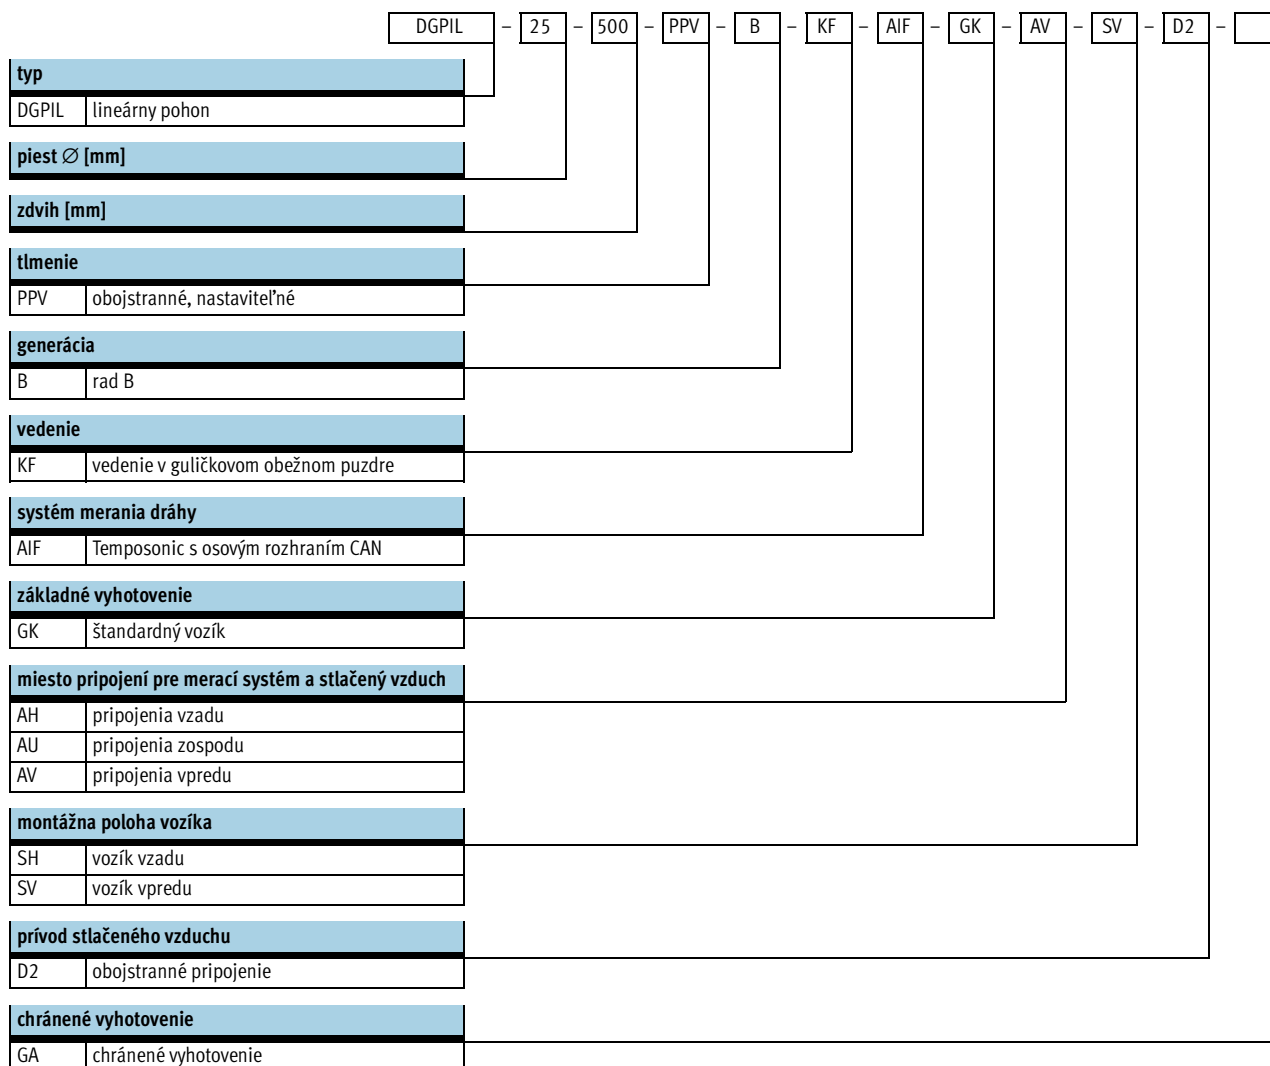 DGPIL – 25 – 500 – PPV – B – KF – AIF – GK – AV – SV – D2 –
typ
DGPIL lineárny pohon
piest ∅ [mm]
zdvih [mm]
tlmenie
PPV obojstranné, nastaviteľné
generácia
B rad B
vedenie
KF vedenie v guličkovom obežnom puzdre
systém merania dráhy
AIF Temposonic s osovým rozhraním CAN
základné vyhotovenie
GK štandardný vozík
miesto pripojení pre merací systém a stlačený vzduch
AH pripojenia vzadu
AU pripojenia zospodu
AV pripojenia vpredu
montážna poloha vozíka
SH vozík vzadu
SV vozík vpredu
prívod stlačeného vzduchu
D2 obojstranné pripojenie
chránené vyhotovenie
GA chránené vyhotovenie